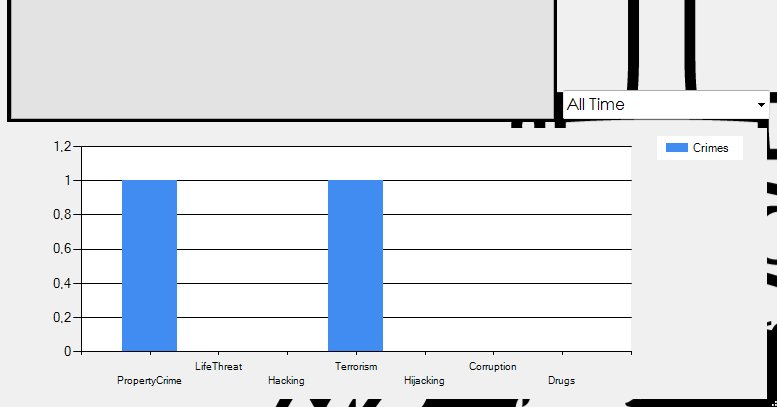 All Time
Crimes
1,2
1
0,8
0,6
0,4
0,2
0
LifeThreat Terrorism Corruption
PropertyCrime Hacking Hijacking Drugs